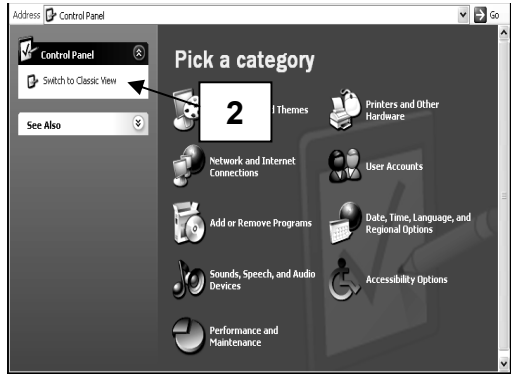 Address Control Panel Go
Control Panel
Switch to Classic View
See Also
Pick a category
2
d Themes
Printers and Other
Hardware
Network and Internet
Connections
User Accounts
Add or Remove Programs
Date, Time, Language, and
Regional Options
Sounds, Speech, and Audio
Devices
Accessibility Options
Performance and
Maintenance